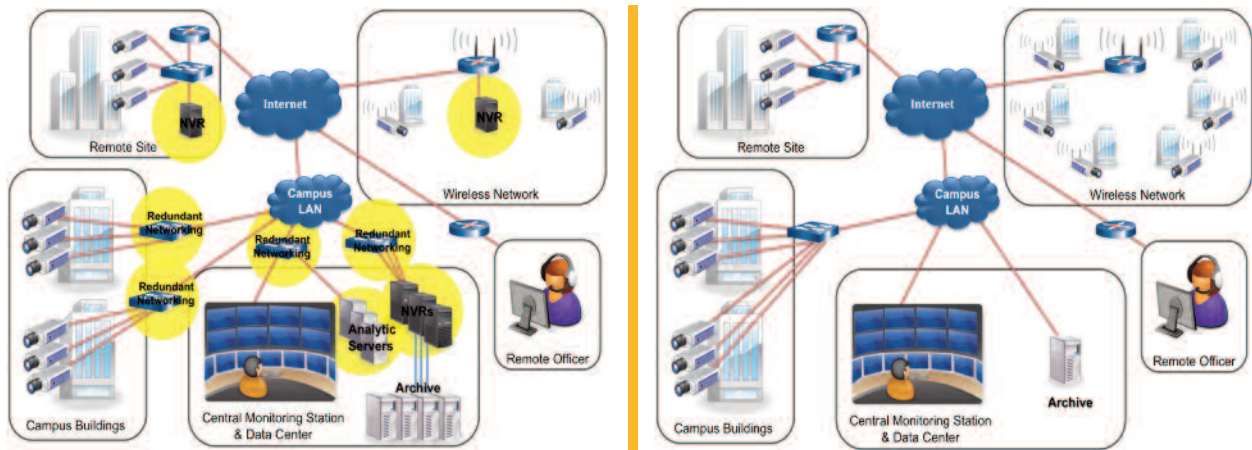 Internet
NVR
NVR
Remote Site
Wireless Network
Campus
LAN
Redundant
Networking
Redundant
Networking
Redundant
Networking
Redundant
Networking
NVRs
Analytic
Servers
Remote Officer
Archive
Central Monitoring Station
& Data Center
Campus Buildings
Internet
Remote Site
Wireless Network
Campus
LAN
Remote Officer
Archive
Central Monitoring Station
& Data Center
Campus Buildings